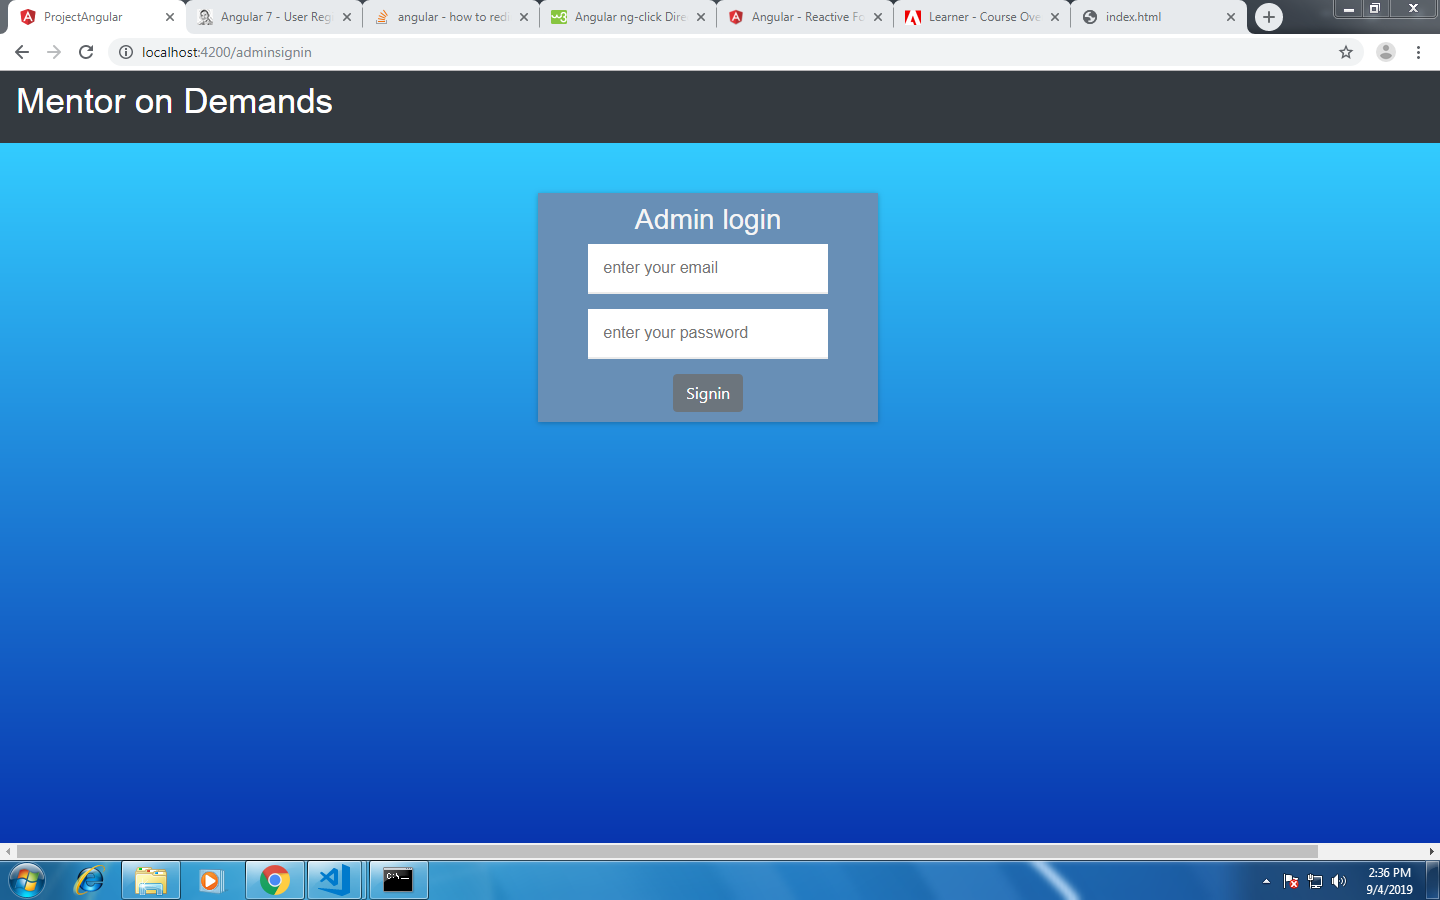 ProjectAngular
Angular 7 - User Reg
angular - how to redi
Angular ng-click Dire
Angular - Reactive Fo
Learner - Course Ove
index.html
localhost:4200/adminsignin
Mentor on Demands
Admin login
enter your email
enter your password
Signin
2:36 PM
9/4/2019